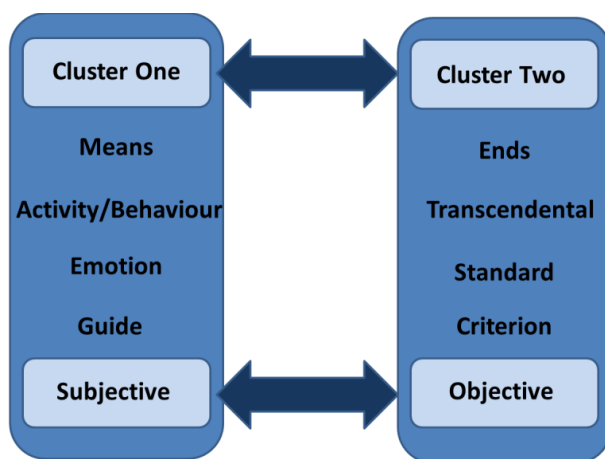 Cluster One
Means
Activity/Behaviour
Emotion
Guide
Subjective
Cluster Two
Ends
Transcendental
Standard
Criterion
Objective